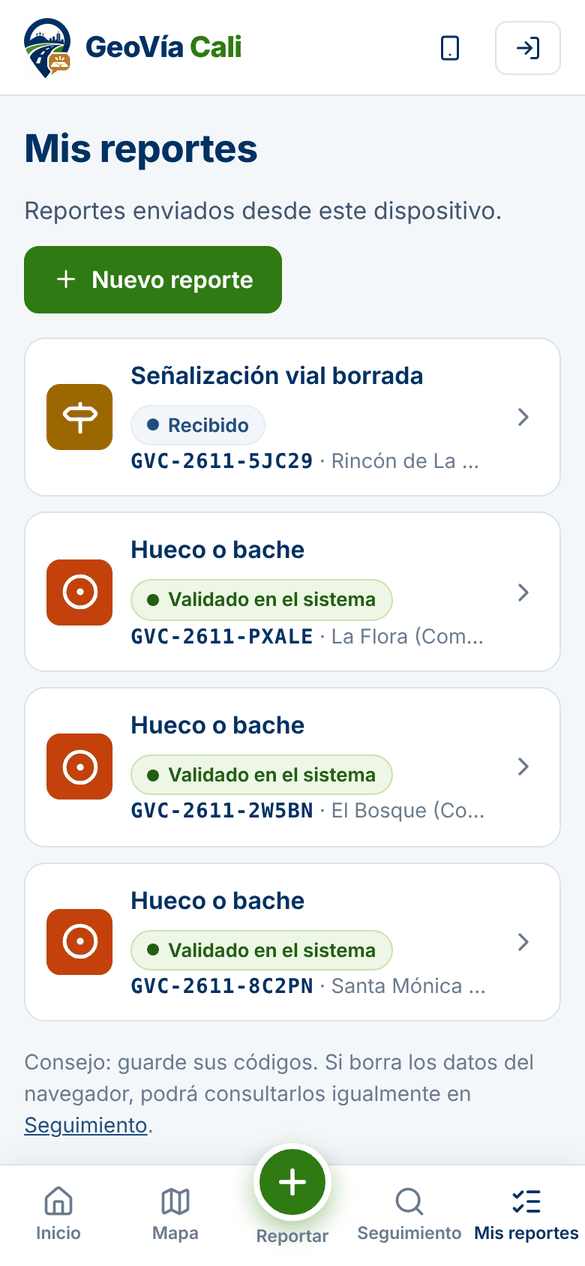 GeoVía Cali
Mis reportes
Reportes enviados desde este dispositivo.
+ Nuevo reporte
Señalización vial borrada
Recibido
GVC-2611-5JC29 · Rincón de La ...
Hueco o bache
Validado en el sistema
GVC-2611-PXALE · La Flora (Com...
Hueco o bache
Validado en el sistema
GVC-2611-2W5BN · El Bosque (Co...
Hueco o bache
Validado en el sistema
GVC-2611-8C2PN · Santa Mónica ...
Consejo: guarde sus códigos. Si borra los datos del
navegador, podrá consultarlos igualmente en
Seguimiento.
Inicio
Mapa
Reportar
Seguimiento
Mis reportes